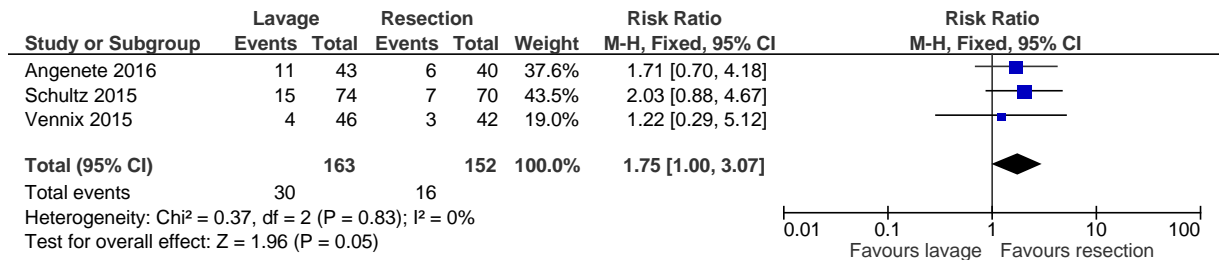 Lavage Resection Risk Ratio Risk Ratio
Study or Subgroup Events Total Events Total Weight M-H, Fixed, 95% CI M-H, Fixed, 95% CI
Angenete 2016 11 43 6 40 37.6% 1.71 [0.70, 4.18]
Schultz 2015 15 74 7 70 43.5% 2.03 [0.88, 4.67]
Vennix 2015 4 46 3 42 19.0% 1.22 [0.29, 5.12]
Total (95% CI) 163 152 100.0% 1.75 [1.00, 3.07]
Total events 30 16
Heterogeneity: Chi² = 0.37, df = 2 (P = 0.83); I² = 0%
Test for overall effect: Z = 1.96 (P = 0.05)
0.01 0.1 1 10 100
Favours lavage Favours resection